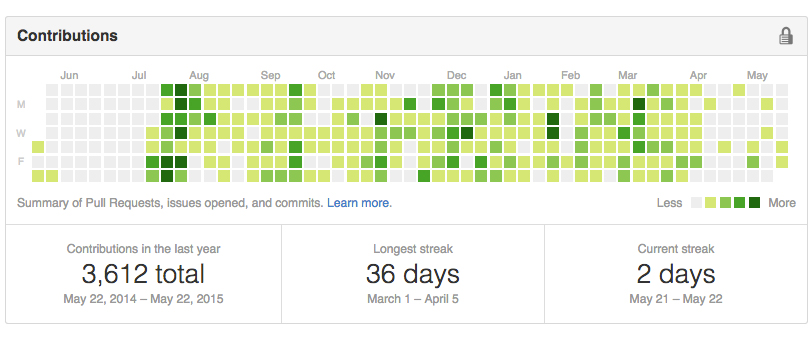 Contributions
Jun Jul Aug Sep Oct Nov Dec Jan Feb Mar Apr May
M
W
F
Summary of Pull Requests, issues opened, and commits. Learn more.
Less More
Contributions in the last year
3,612 total
May 22, 2014 – May 22, 2015
Longest streak
36 days
March 1 – April 5
Current streak
2 days
May 21 – May 22